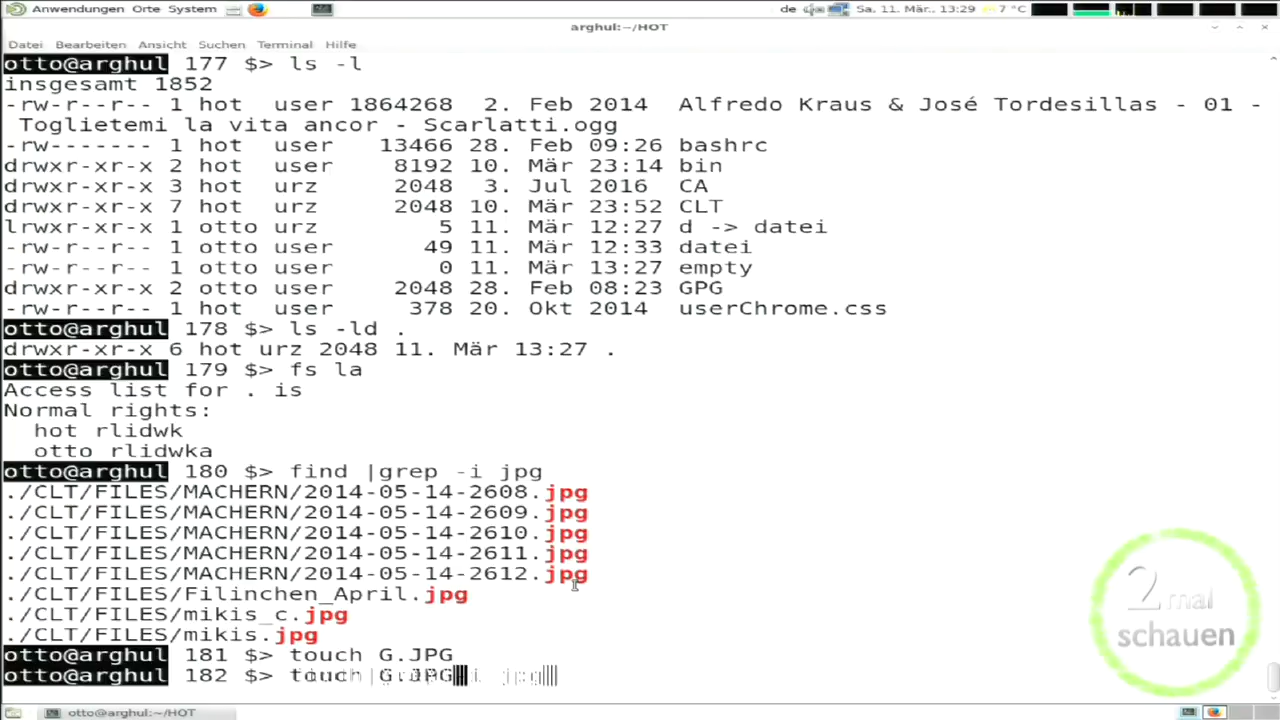 Anwendungen Orte System
de Sa. 11. Mär., 13:29 7 °C
arghul:~/HOT
Datei Bearbeiten Ansicht Suchen Terminal Hilfe
otto@arghul 177 $> ls -l
insgesamt 1852
-rw-r--r-- 1 hot  user 1864268  2. Feb 2014  Alfredo Kraus & José Tordesillas - 01 -
 Toglietemi la vita ancor - Scarlatti.ogg
-rw------- 1 hot  user   13466 28. Feb 09:26 bashrc
drwxr-xr-x 2 hot  user    8192 10. Mär 23:14 bin
drwxr-xr-x 3 hot  urz     2048  3. Jul 2016  CA
drwxr-xr-x 7 hot  urz     2048 10. Mär 23:52 CLT
lrwxr-xr-x 1 otto urz        5 11. Mär 12:27 d -> datei
-rw-r--r-- 1 otto user      49 11. Mär 12:33 datei
-rw-r--r-- 1 otto user       0 11. Mär 13:27 empty
drwxr-xr-x 2 otto user    2048 28. Feb 08:23 GPG
-rw-r--r-- 1 hot  user     378 20. Okt 2014  userChrome.css
otto@arghul 178 $> ls -ld .
drwxr-xr-x 6 hot urz 2048 11. Mär 13:27 .
otto@arghul 179 $> fs la
Access list for . is
Normal rights:
  hot rlidwk
  otto rlidwka
otto@arghul 180 $> find |grep -i jpg
./CLT/FILES/MACHERN/2014-05-14-2608.jpg
./CLT/FILES/MACHERN/2014-05-14-2609.jpg
./CLT/FILES/MACHERN/2014-05-14-2610.jpg
./CLT/FILES/MACHERN/2014-05-14-2611.jpg
./CLT/FILES/MACHERN/2014-05-14-2612.jpg
./CLT/FILES/Filinchen_April.jpg
./CLT/FILES/mikis_c.jpg
./CLT/FILES/mikis.jpg
otto@arghul 181 $> touch G.JPG
otto@arghul 182 $> touch G.JPG
2mal
schauen
arghul:~/HOT